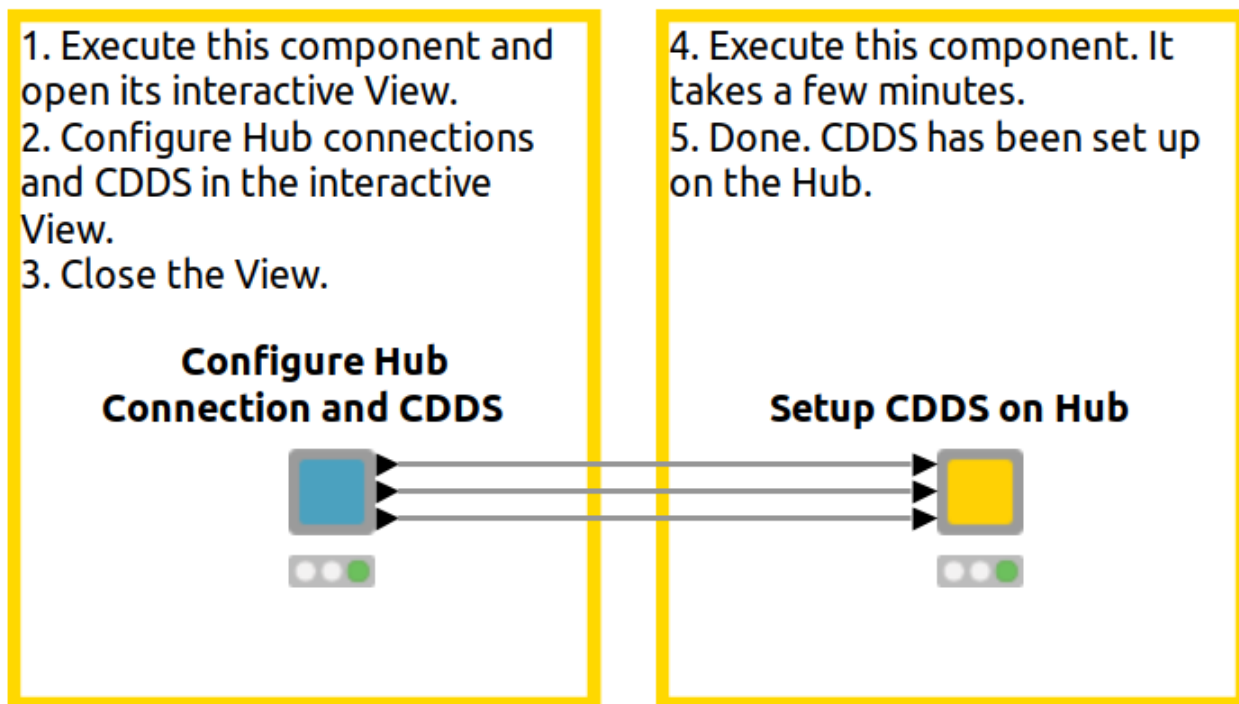 1. Execute this component and
open its interactive View.
2. Configure Hub connections
and CDDS in the interactive
View.
3. Close the View.
Configure Hub
Connection and CDDS
4. Execute this component. It
takes a few minutes.
5. Done. CDDS has been set up
on the Hub.
Setup CDDS on Hub